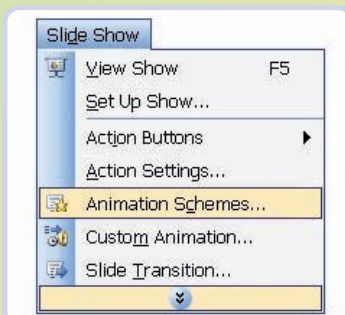 Slide Show
View Show F5
Set Up Show...
Action Buttons
Action Settings...
Animation Schemes...
Custom Animation...
Slide Transition...